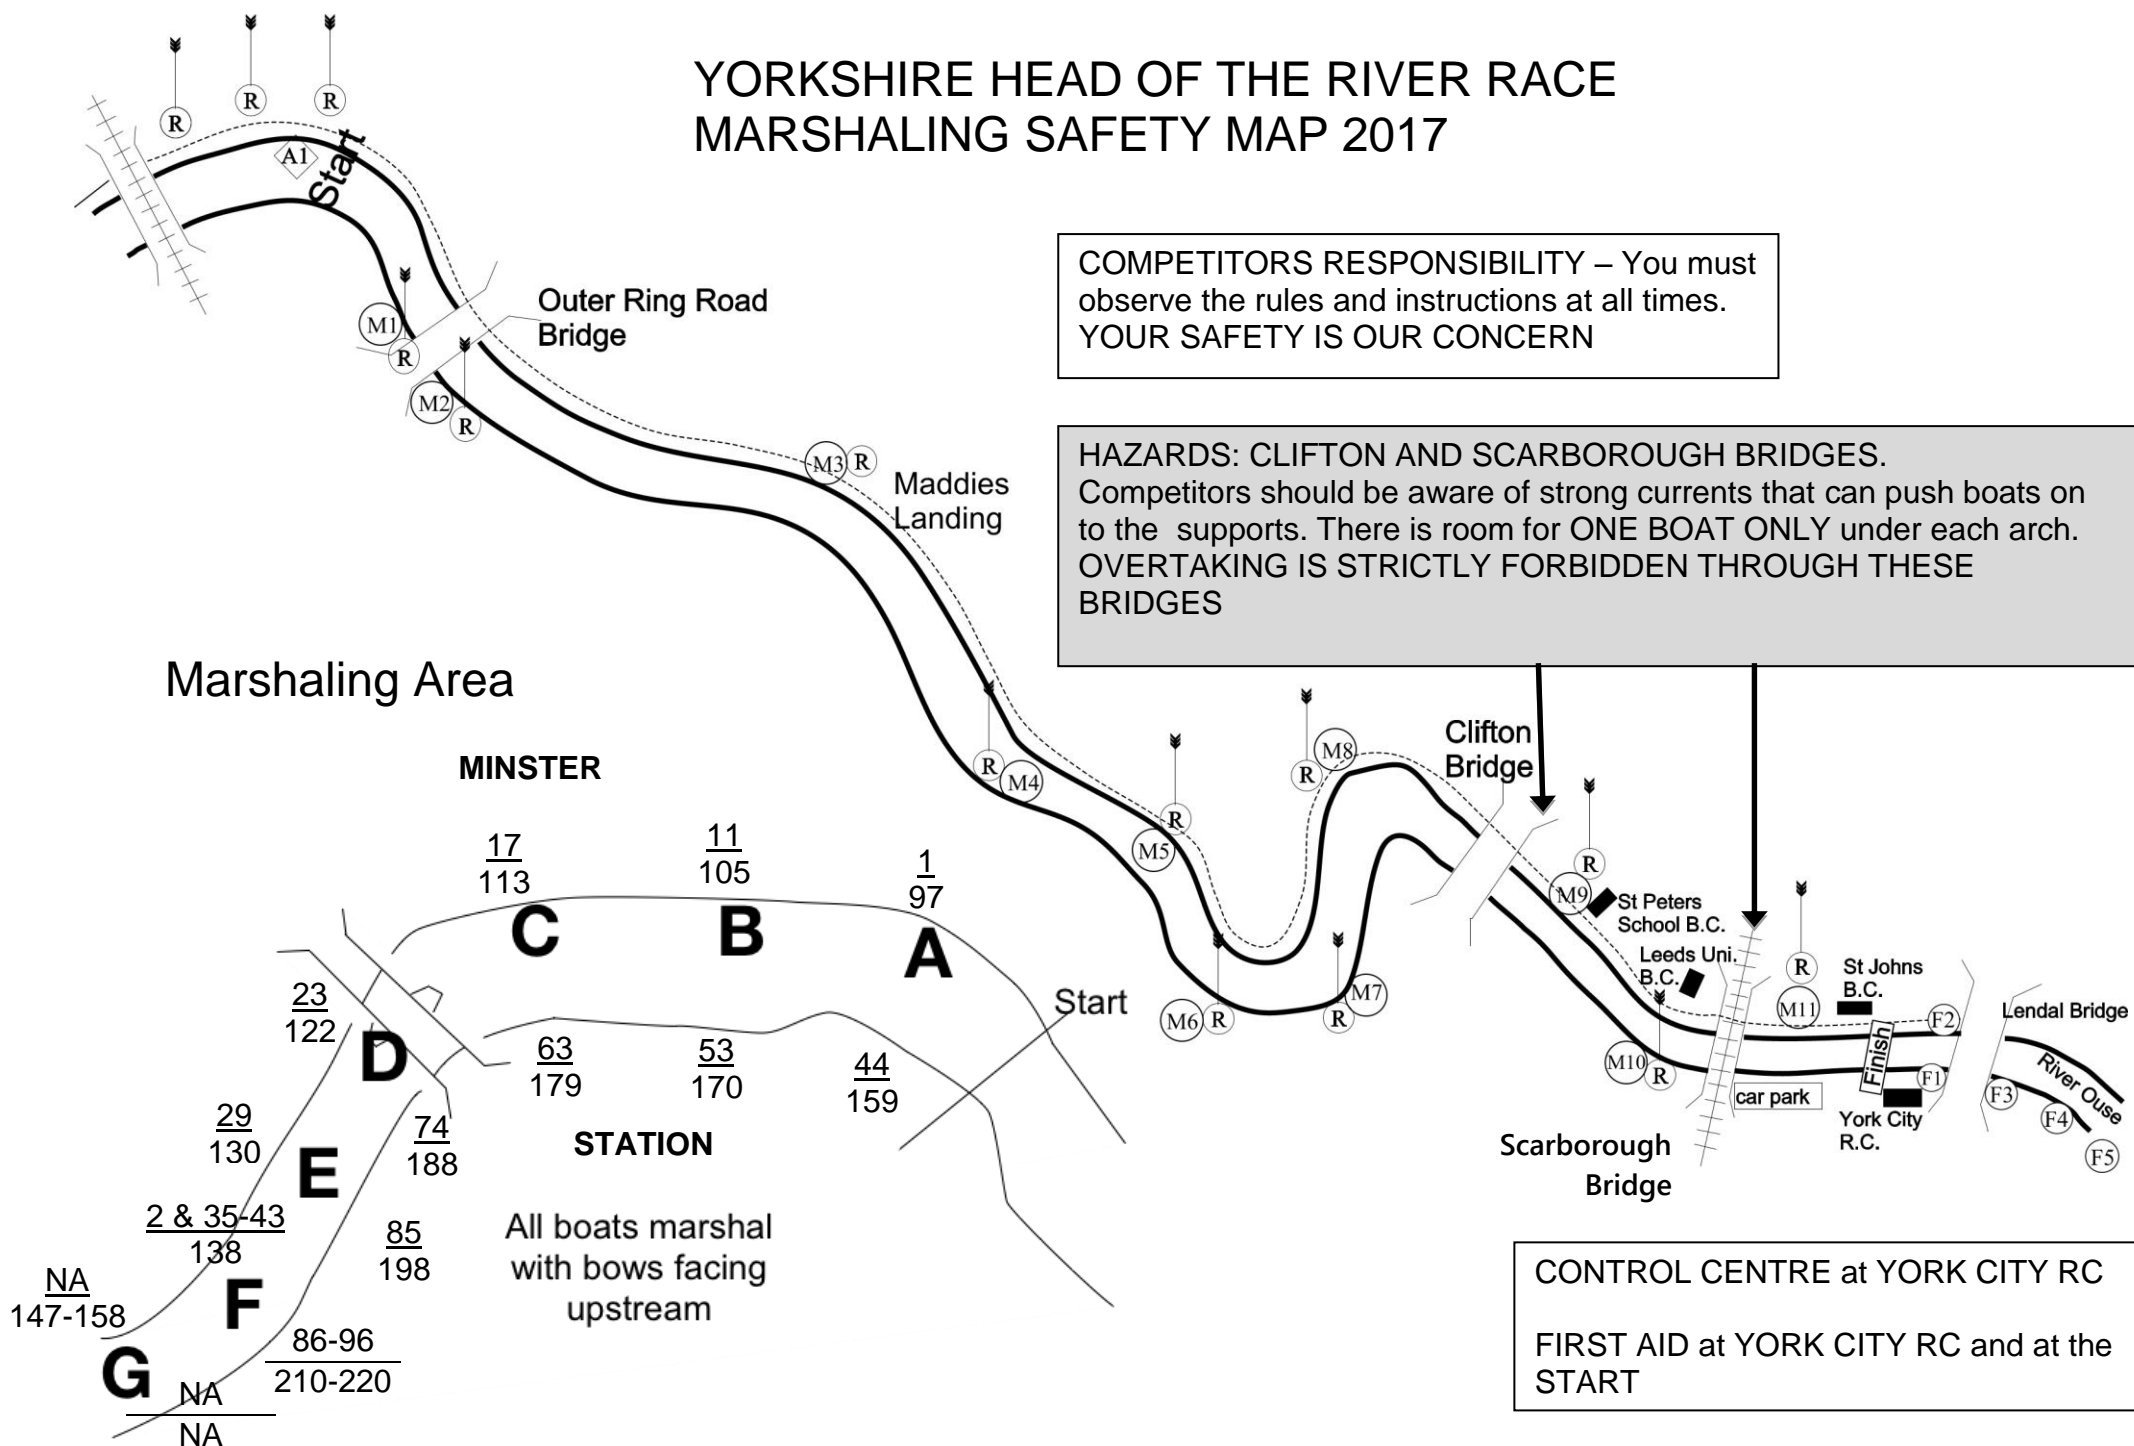 YORKSHIRE HEAD OF THE RIVER RACE
MARSHALING SAFETY MAP 2017
R
R
R
A1
Start
COMPETITORS RESPONSIBILITY – You must
observe the rules and instructions at all times.
YOUR SAFETY IS OUR CONCERN
Outer Ring Road
Bridge
M1
R
M2
R
HAZARDS: CLIFTON AND SCARBOROUGH BRIDGES.
Competitors should be aware of strong currents that can push boats on
to the supports. There is room for ONE BOAT ONLY under each arch.
OVERTAKING IS STRICTLY FORBIDDEN THROUGH THESE
BRIDGES
M3
R
Maddies
Landing
R
M4
R
M5
M6
R
R
M7
R
M8
Clifton
Bridge
R
M9
St Peters
School B.C.
Leeds Uni.
B.C.
R
M11
St Johns
B.C.
F2
Lendal Bridge
M10
R
Finish
F1
car park
York City
R.C.
F3
F4
F5
River Ouse
Scarborough
Bridge
Marshaling Area
MINSTER
17
113
11
105
1
97
C
B
A
23
122
D
Start
63
179
53
170
44
159
29
130
74
188
STATION
E
2 & 35-43
138
85
198
All boats marshal
with bows facing
upstream
NA
147-158
F
86-96
210-220
G
NA
NA
CONTROL CENTRE at YORK CITY RC
FIRST AID at YORK CITY RC and at the
START